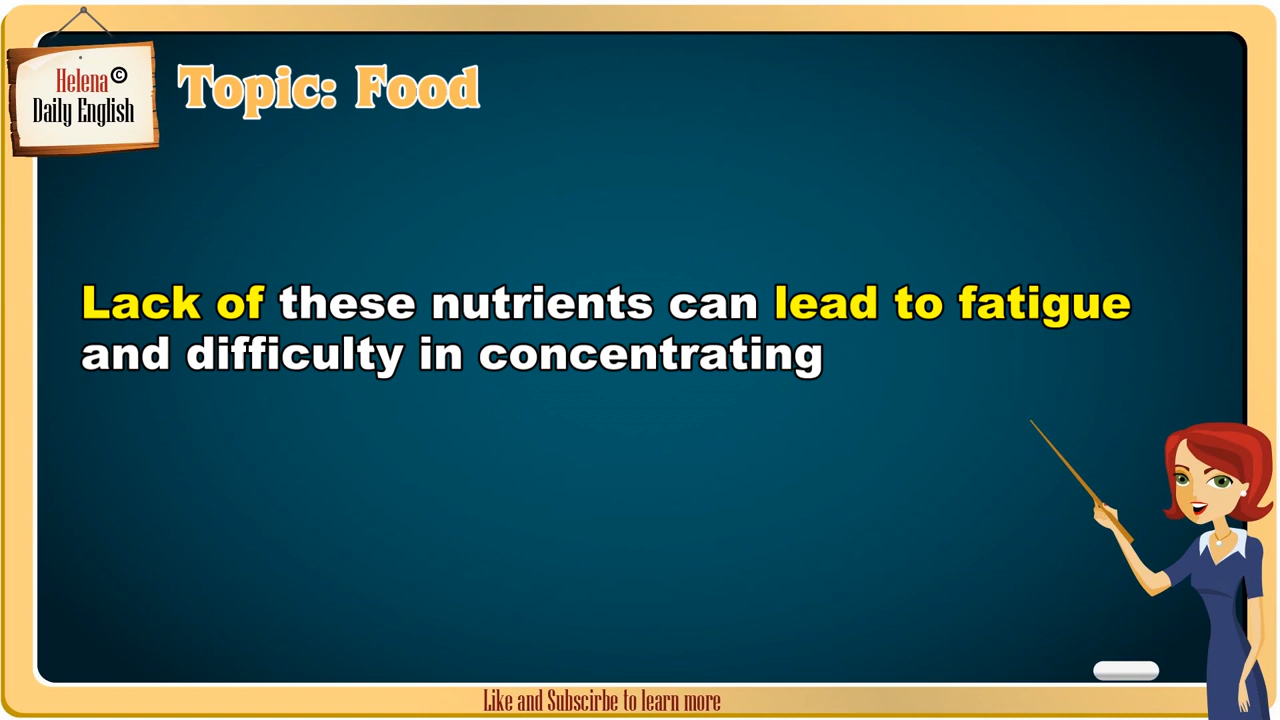 Helena©
Daily English
Topic: Food
Lack of these nutrients can lead to fatigue
and difficulty in concentrating
Like and Subscirbe to learn more